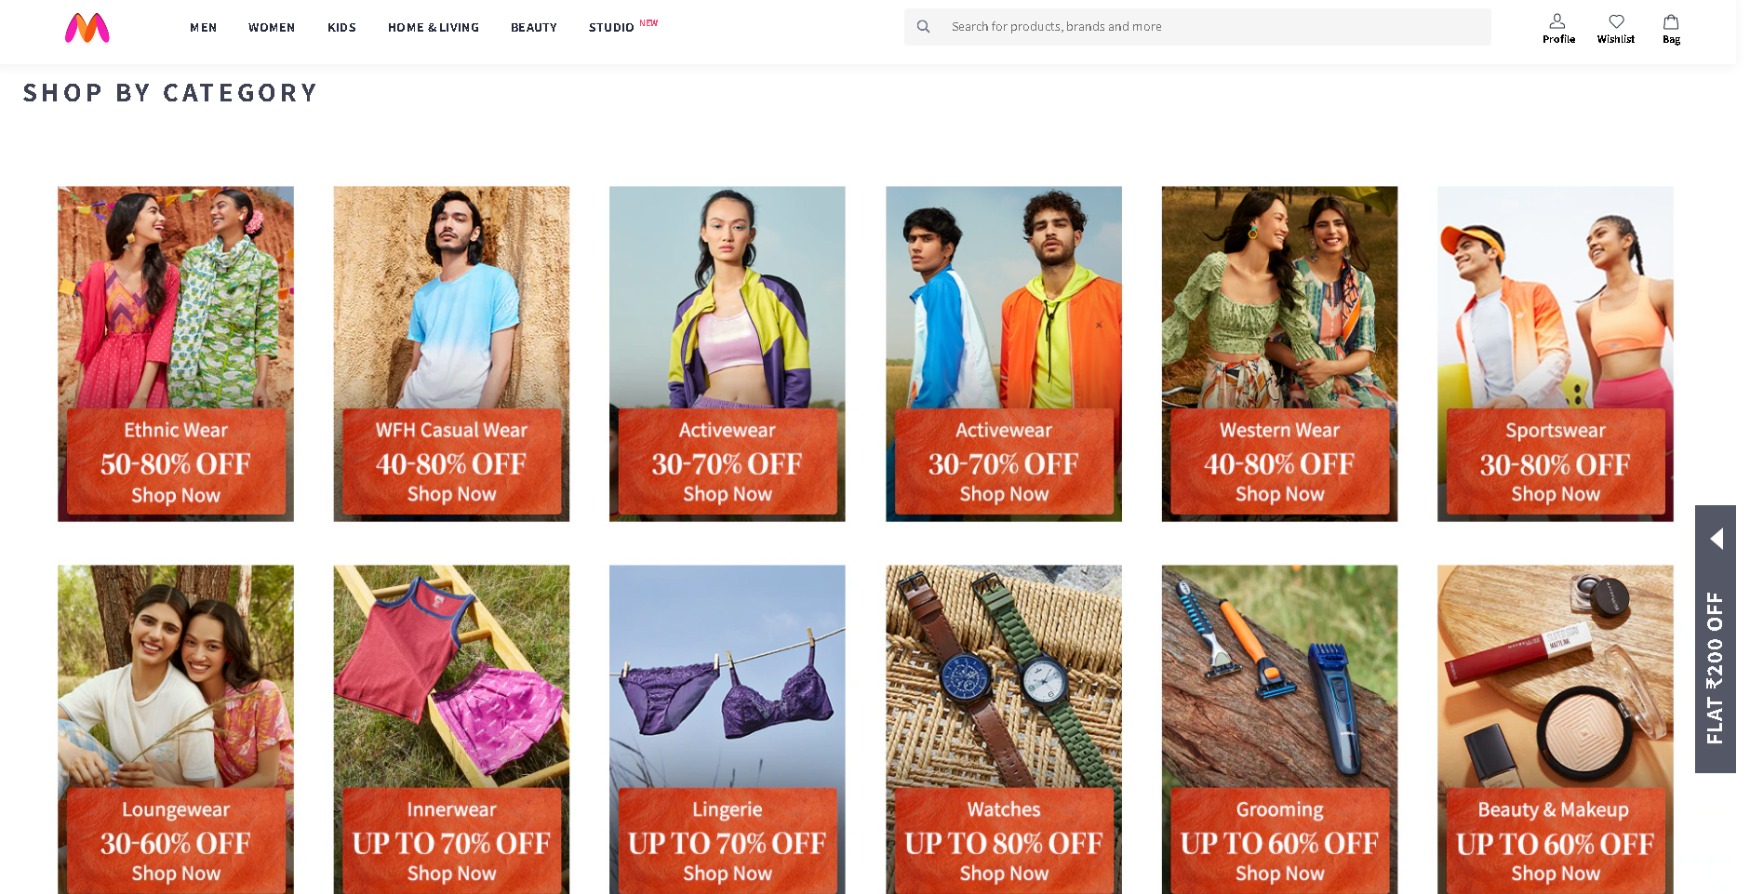 MEN WOMEN KIDS HOME & LIVING BEAUTY STUDIO NEW
Search for products, brands and more
Profile Wishlist Bag
SHOP BY CATEGORY
Ethnic Wear
50-80% OFF
Shop Now
WFH Casual Wear
40-80% OFF
Shop Now
Activewear
30-70% OFF
Shop Now
Activewear
30-70% OFF
Shop Now
Western Wear
40-80% OFF
Shop Now
Sportswear
30-80% OFF
Shop Now
Loungewear
30-60% OFF
Shop Now
Innerwear
UP TO 70% OFF
Shop Now
Lingerie
UP TO 70% OFF
Shop Now
Watches
UP TO 80% OFF
Shop Now
Grooming
UP TO 60% OFF
Shop Now
Beauty & Makeup
UP TO 60% OFF
Shop Now
FLAT ₹200 OFF